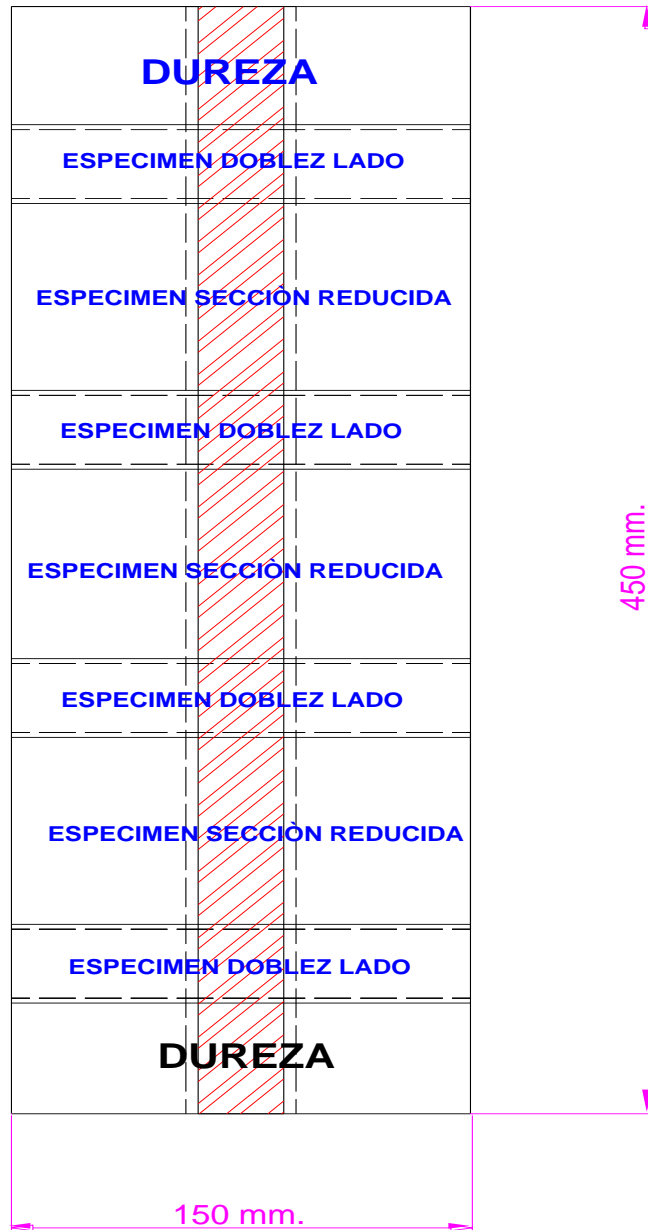 DUREZA
ESPECIMEN DOBLEZ LADO
ESPECIMEN SECCIÒN REDUCIDA
ESPECIMEN DOBLEZ LADO
ESPECIMEN SECCIÒN REDUCIDA
ESPECIMEN DOBLEZ LADO
ESPECIMEN SECCIÒN REDUCIDA
ESPECIMEN DOBLEZ LADO
DUREZA
450 mm.
150 mm.